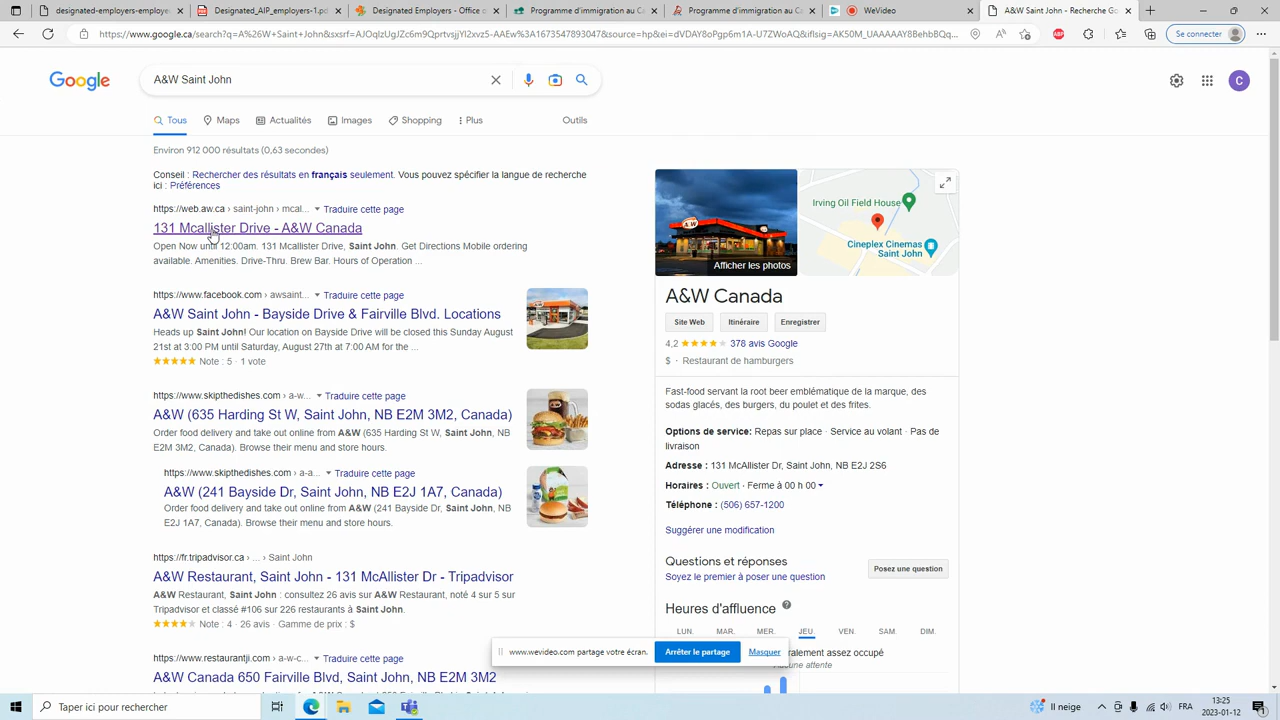 designated-employers-employe
designated_employers_1.pd
designated-employers-1.pdf
designated-Employers - Office d
Programme d'immigration au C
Programme d'immigration au C
WeVideo
A&W Saint John - Recherche Go
https://www.google.ca/search?q=A%26W+Saint+John&sxsrf=
Se connecter
Google
A&W Saint John
C
Tous
Maps
Actualités
Images
Shopping
Plus
Outils
Environ 912 000 résultats (0,63 secondes)
Conseil : Rechercher des résultats en français seulement. Vous pouvez spécifier la langue de recherche
ici : Préférences
https://web.aw.ca › saint-john › mcal... Traduire cette page
131 Mcallister Drive - A&W Canada
Open Now until 12:00am. 131 Mcallister Drive, Saint John. Get Directions Mobile ordering
available. Amenities. Drive-Thru. Brew Bar. Hours of Operation ...
https://www.facebook.com › awsaint... Traduire cette page
A&W Saint John - Bayside Drive & Fairville Blvd. Locations
Heads up Saint John! Our location on Bayside Drive will be closed this Sunday August
21st at 3:00 PM until Saturday, August 27th at 7:00 AM for the ...
Note : 5 · 1 vote
https://www.skipthedishes.com › a-w... Traduire cette page
A&W (635 Harding St W, Saint John, NB E2M 3M2, Canada)
Order food delivery and take out online from A&W (635 Harding St W, Saint John, NB
E2M 3M2, Canada). Browse their menu and store hours.
https://www.skipthedishes.com › a-a... Traduire cette page
A&W (241 Bayside Dr, Saint John, NB E2J 1A7, Canada)
Order food delivery and take out online from A&W (241 Bayside Dr, Saint John, NB
E2J 1A7, Canada). Browse their menu and store hours.
https://fr.tripadvisor.ca › ... › Saint John
A&W Restaurant, Saint John - 131 McAllister Dr - Tripadvisor
A&W Restaurant, Saint John : consultez 26 avis sur A&W Restaurant, noté 4 sur 5 sur
Tripadvisor et classé #106 sur 226 restaurants à Saint John.
Note : 4 · 26 avis · Gamme de prix : $
https://www.restaurantji.com › a-w-c... Traduire cette page
A&W Canada 650 Fairville Blvd, Saint John, NB E2M 3M2
Afficher les photos
Irving Oil Field House
Cineplex Cinemas
Saint John
A&W Canada
Site Web
Itinéraire
Enregistrer
4,2 378 avis Google
$ · Restaurant de hamburgers
Fast-food servant la root beer emblématique de la marque, des
sodas glacés, des burgers, du poulet et des frites.
Options de service: Repas sur place · Service au volant · Pas de
livraison
Adresse : 131 McAllister Dr, Saint John, NB E2J 2S6
Horaires : Ouvert · Ferme à 00 h 00
Téléphone : (506) 657-1200
Suggérer une modification
Questions et réponses
Soyez le premier à poser une question
Posez une question
Heures d'affluence
LUN. MAR. MER. JEU. VEN. SAM. DIM.
ralement assez occupé
Aucune attente
www.wevideo.com partage votre écran.
Arrêter le partage
Masquer
Taper ici pour rechercher
Il neige
FRA
13:25
2023-01-12